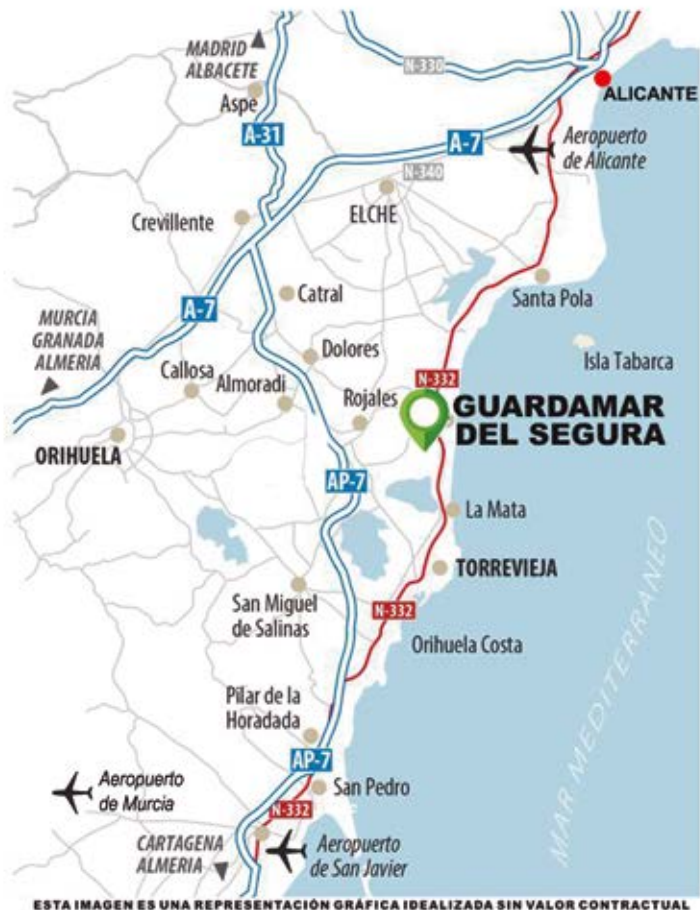 MADRID
ALBACETE
N-330
ALICANTE
Aspe
A-31
A-7
Aeropuerto
de Alicante
N-340
ELCHE
Crevillente
Catral
Santa Pola
A-7
MURCIA
GRANADA
ALMERIA
Dolores
Isla Tabarca
Callosa
Almoradi
Rojales
N-332
GUARDAMAR
DEL SEGURA
ORIHUELA
AP-7
La Mata
TORREVIEJA
San Miguel
de Salinas
N-332
Orihuela Costa
MAR MEDITERRANEO
Pilar de la
Horadada
AP-7
Aeropuerto
de Murcia
San Pedro
N-332
CARTAGENA
ALMERIA
Aeropuerto
de San Javier
ESTA IMAGEN ES UNA REPRESENTACIÓN GRÁFICA IDEALIZADA SIN VALOR CONTRACTUAL